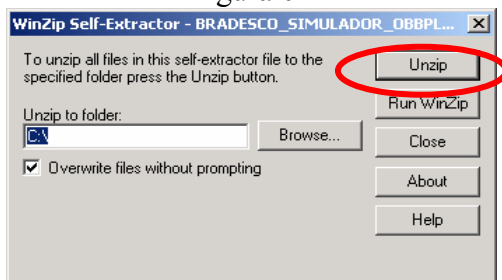 WinZip Self-Extractor - BRADESCO_SIMULADOR_OBBPL...
To unzip all files in this self-extractor file to the
specified folder press the Unzip button.
Unzip to folder:
C:\
Browse...
Overwrite files without prompting
Unzip
Run WinZip
Close
About
Help